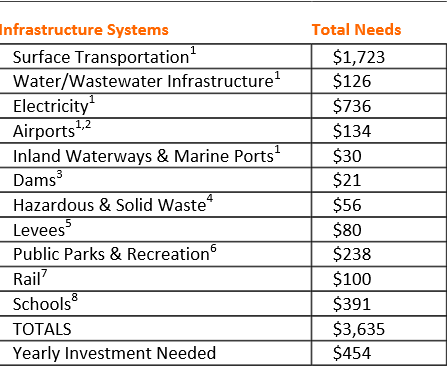 Infrastructure Systems Total Needs
Surface Transportation¹ $1,723
Water/Wastewater Infrastructure¹ $126
Electricity¹ $736
Airports¹,² $134
Inland Waterways & Marine Ports¹ $30
Dams³ $21
Hazardous & Solid Waste⁴ $56
Levees⁵ $80
Public Parks & Recreation⁶ $238
Rail⁷ $100
Schools⁸ $391
TOTALS $3,635
Yearly Investment Needed $454